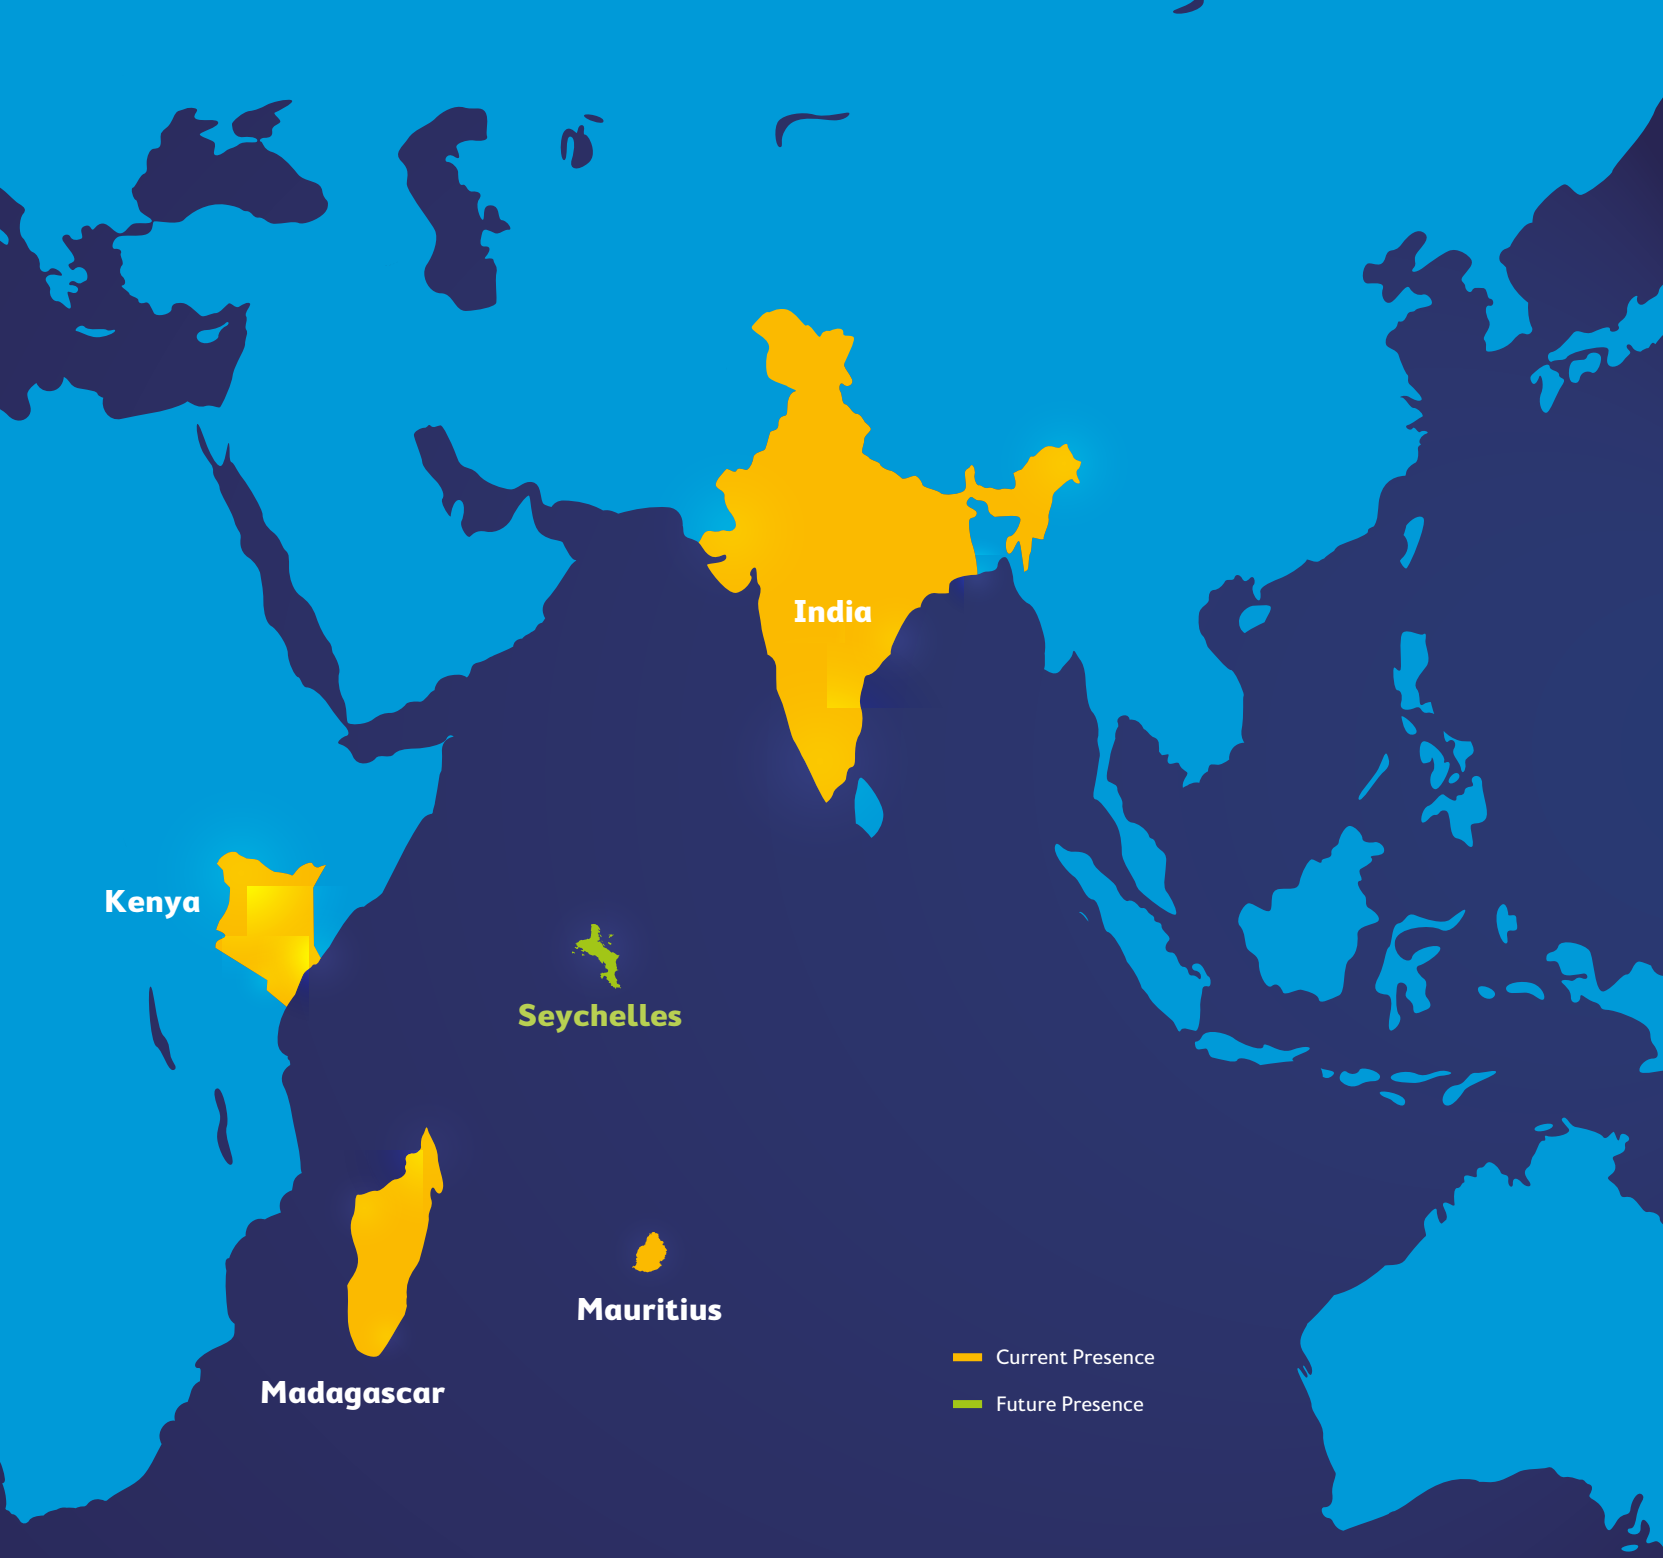 India
Kenya
Seychelles
Mauritius
Current Presence
Madagascar
Future Presence